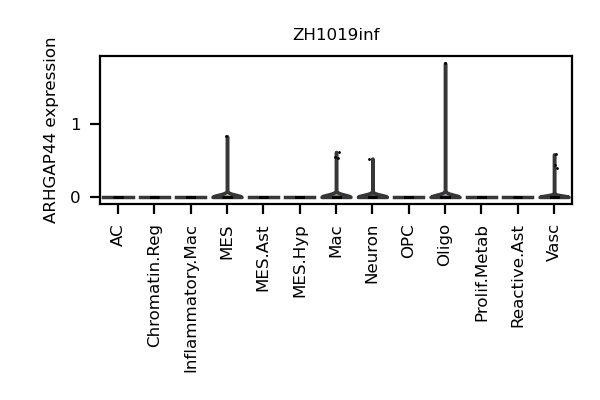 ZH1019inf
ARHGAP44 expression
1
0
AC
Chromatin.Reg
Inflammatory.Mac
MES
MES.Ast
MES.Hyp
Mac
Neuron
OPC
Oligo
Prolif.Metab
Reactive.Ast
Vasc